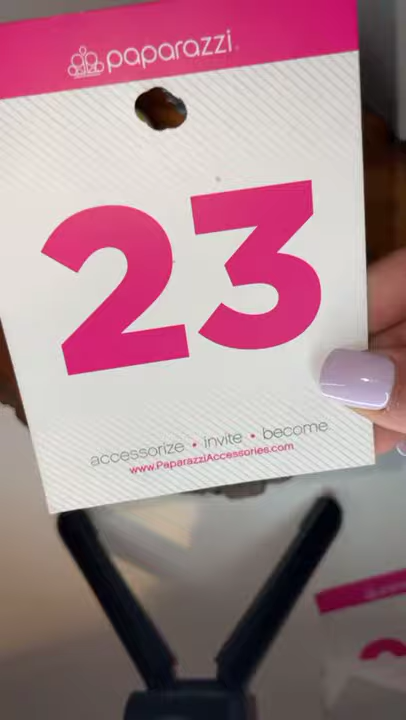 paparazzi
23
accessorize • invite • become
www.PaparazziAccessories.com